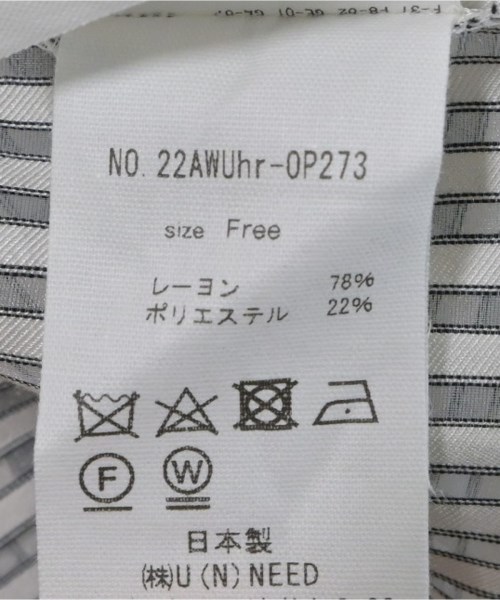 NO. 22AWUhr-OP273
size Free
レーヨン 78%
ポリエステル 22%
F
W
日本製
㈱U(N)NEED